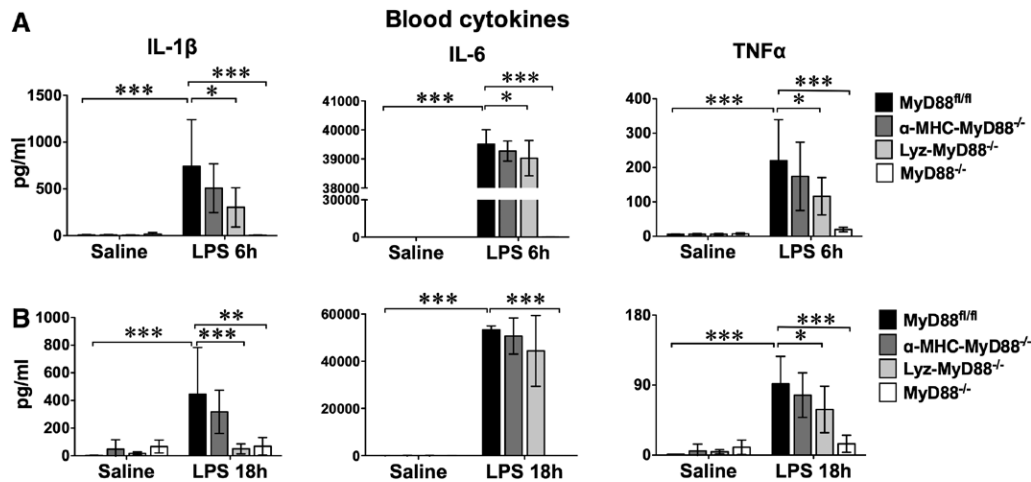 Blood cytokines
A
IL-1β
IL-6
TNFα
pg/ml
1500
1000
500
0
***
*
***
Saline
LPS 6h
41000
40000
39000
38000
30000
0
***
*
***
Saline
LPS 6h
400
300
200
100
0
***
*
***
Saline
LPS 6h
MyD88fl/fl
α-MHC-MyD88-/-
Lyz-MyD88-/-
MyD88-/-
B
pg/ml
1000
800
600
400
200
0
***
***
**
Saline
LPS 18h
60000
40000
20000
0
***
***
Saline
LPS 18h
180
90
0
***
*
***
Saline
LPS 18h
MyD88fl/fl
α-MHC-MyD88-/-
Lyz-MyD88-/-
MyD88-/-